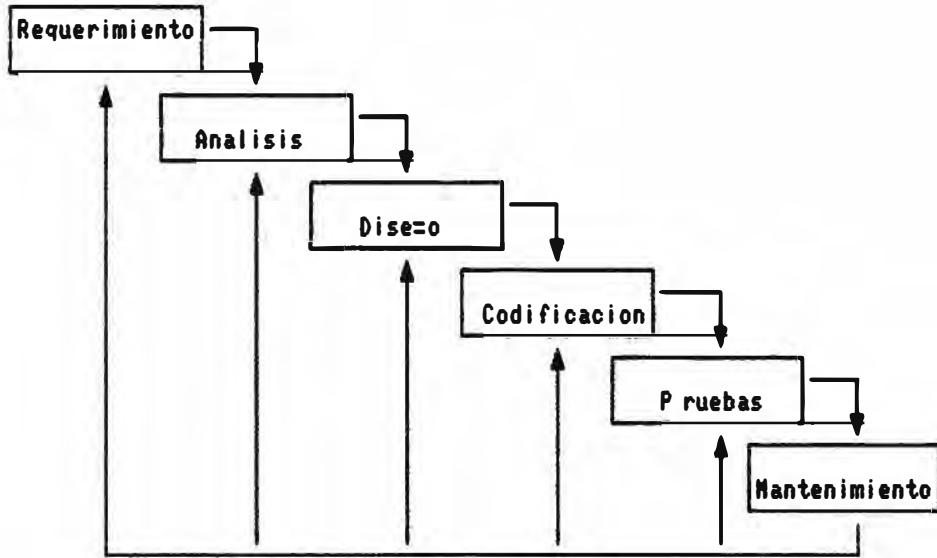 Requerimiento
Analisis
Dise=o
Codificacion
P ruebas
Mantenimiento